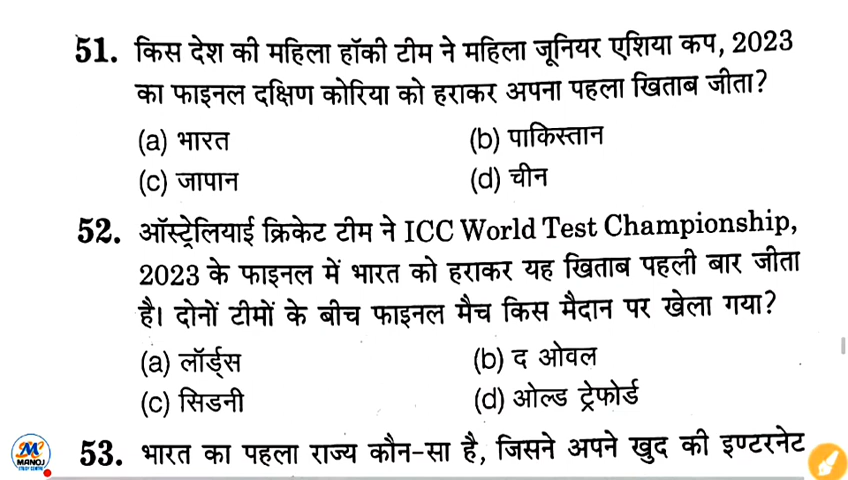 51. किस देश की महिला हॉकी टीम ने महिला जूनियर एशिया कप, 2023
का फाइनल दक्षिण कोरिया को हराकर अपना पहला खिताब जीता?
(a) भारत (b) पाकिस्तान
(c) जापान (d) चीन
52. ऑस्ट्रेलियाई क्रिकेट टीम ने ICC World Test Championship,
2023 के फाइनल में भारत को हराकर यह खिताब पहली बार जीता
है। दोनों टीमों के बीच फाइनल मैच किस मैदान पर खेला गया?
(a) लॉर्ड्स (b) द ओवल
(c) सिडनी (d) ओल्ड ट्रेफोर्ड
53. भारत का पहला राज्य कौन-सा है, जिसने अपने खुद की इण्टरनेट
MANOJ